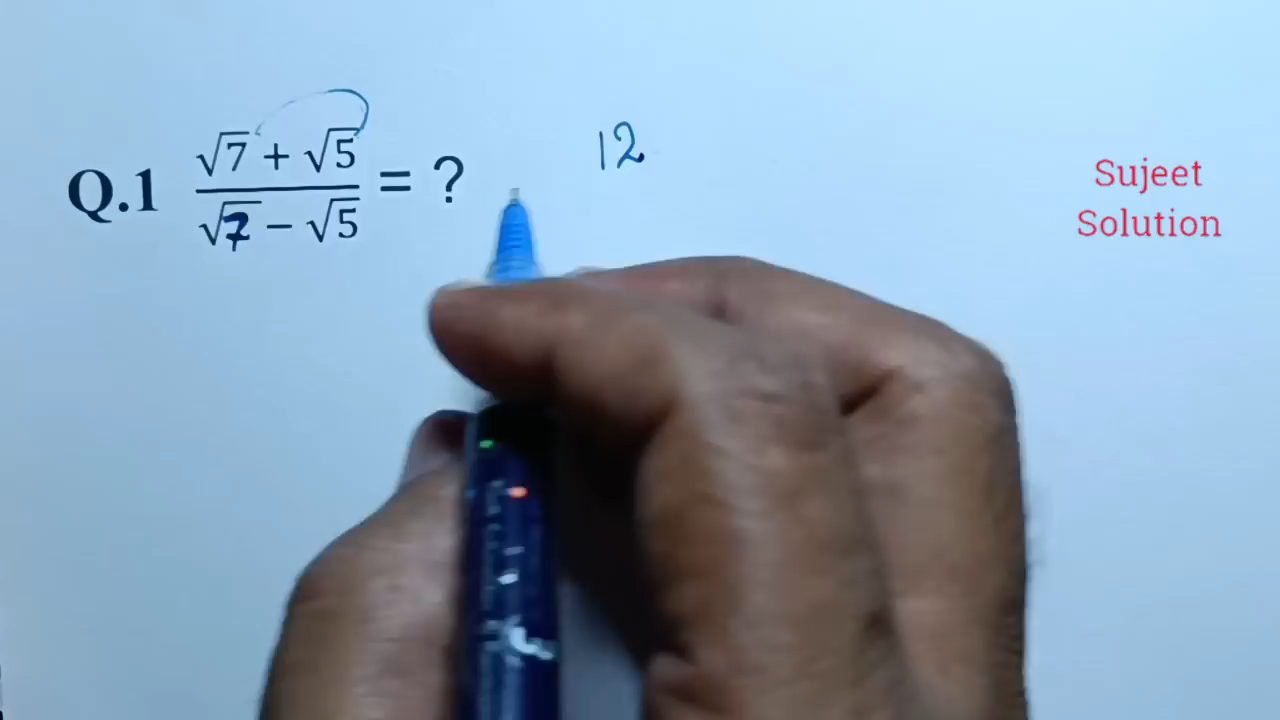 Q.1 (√7 + √5)/(√7 − √5) = ? 12
Sujeet
Solution